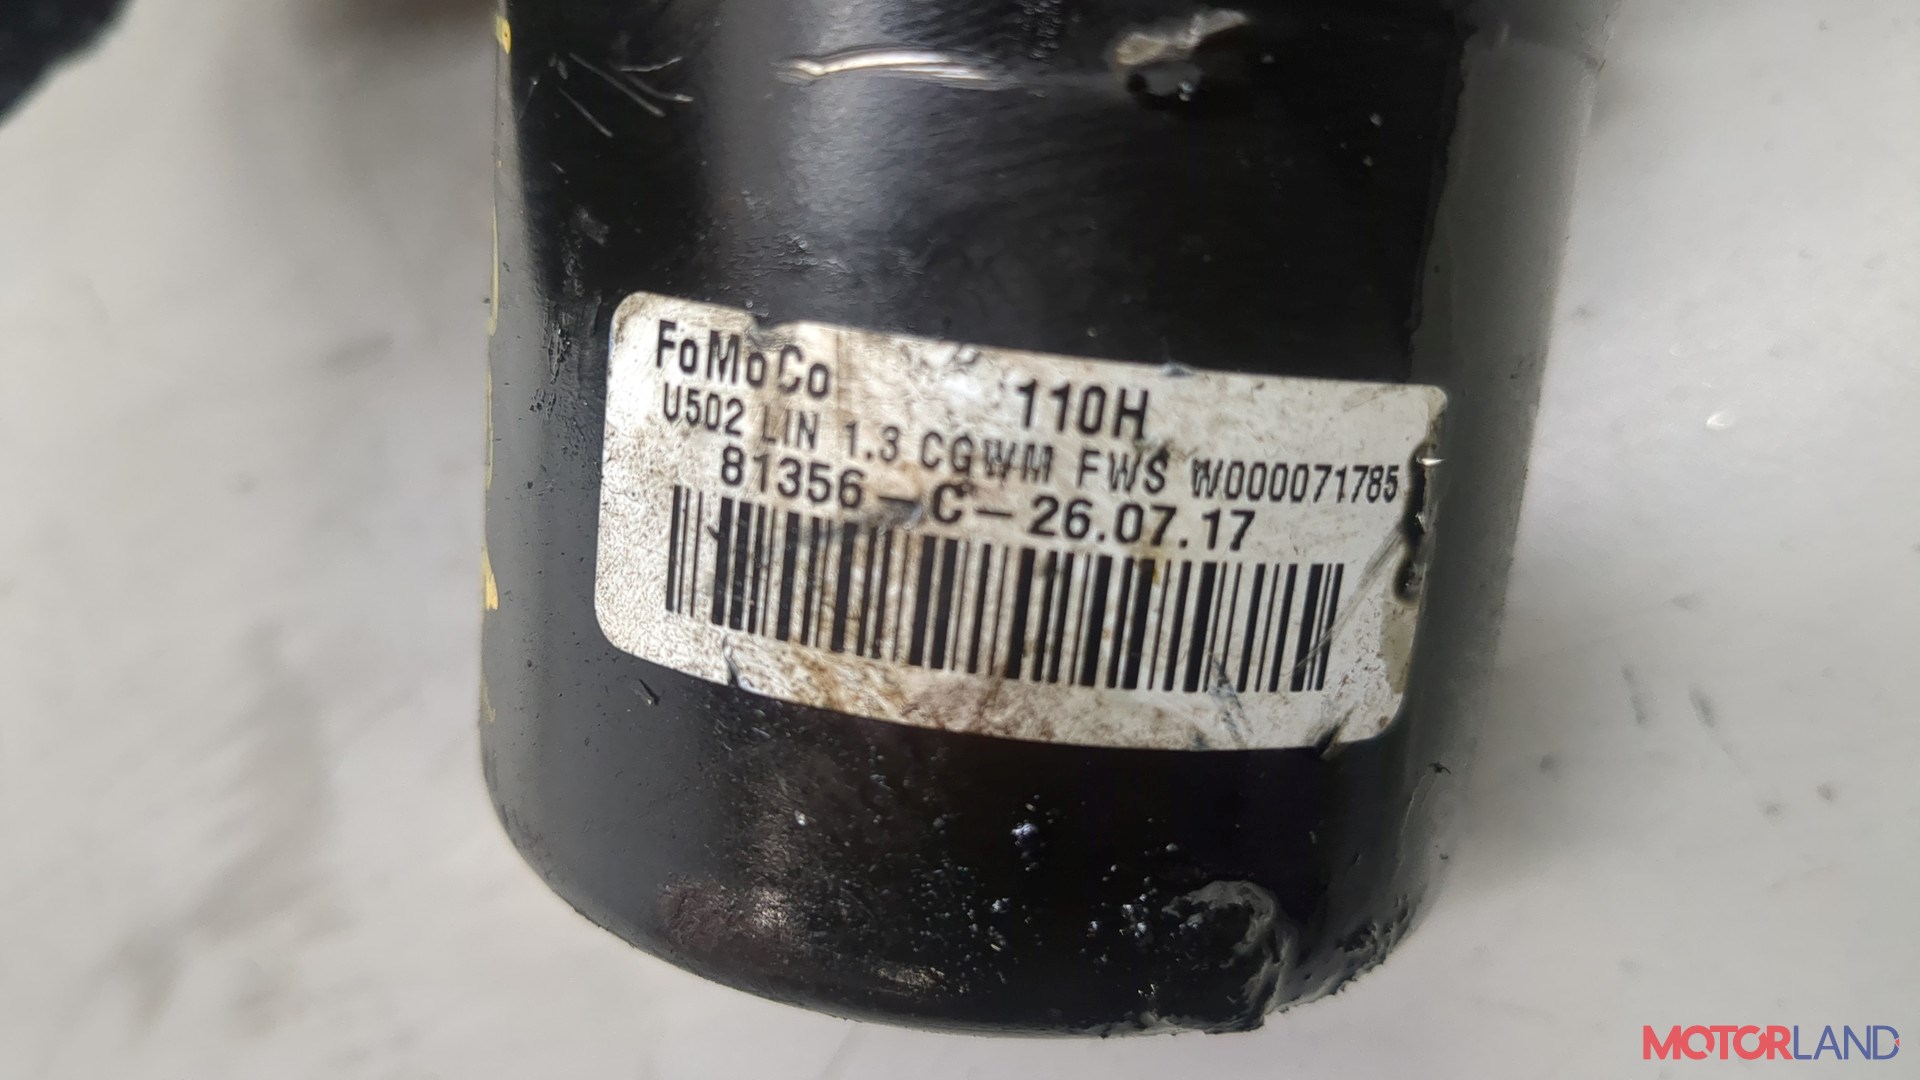 FoMoCo 110H
U502 LIN 1.3 CGWM FWS W000071785
81356-C-26.07.17
MOTORLAND